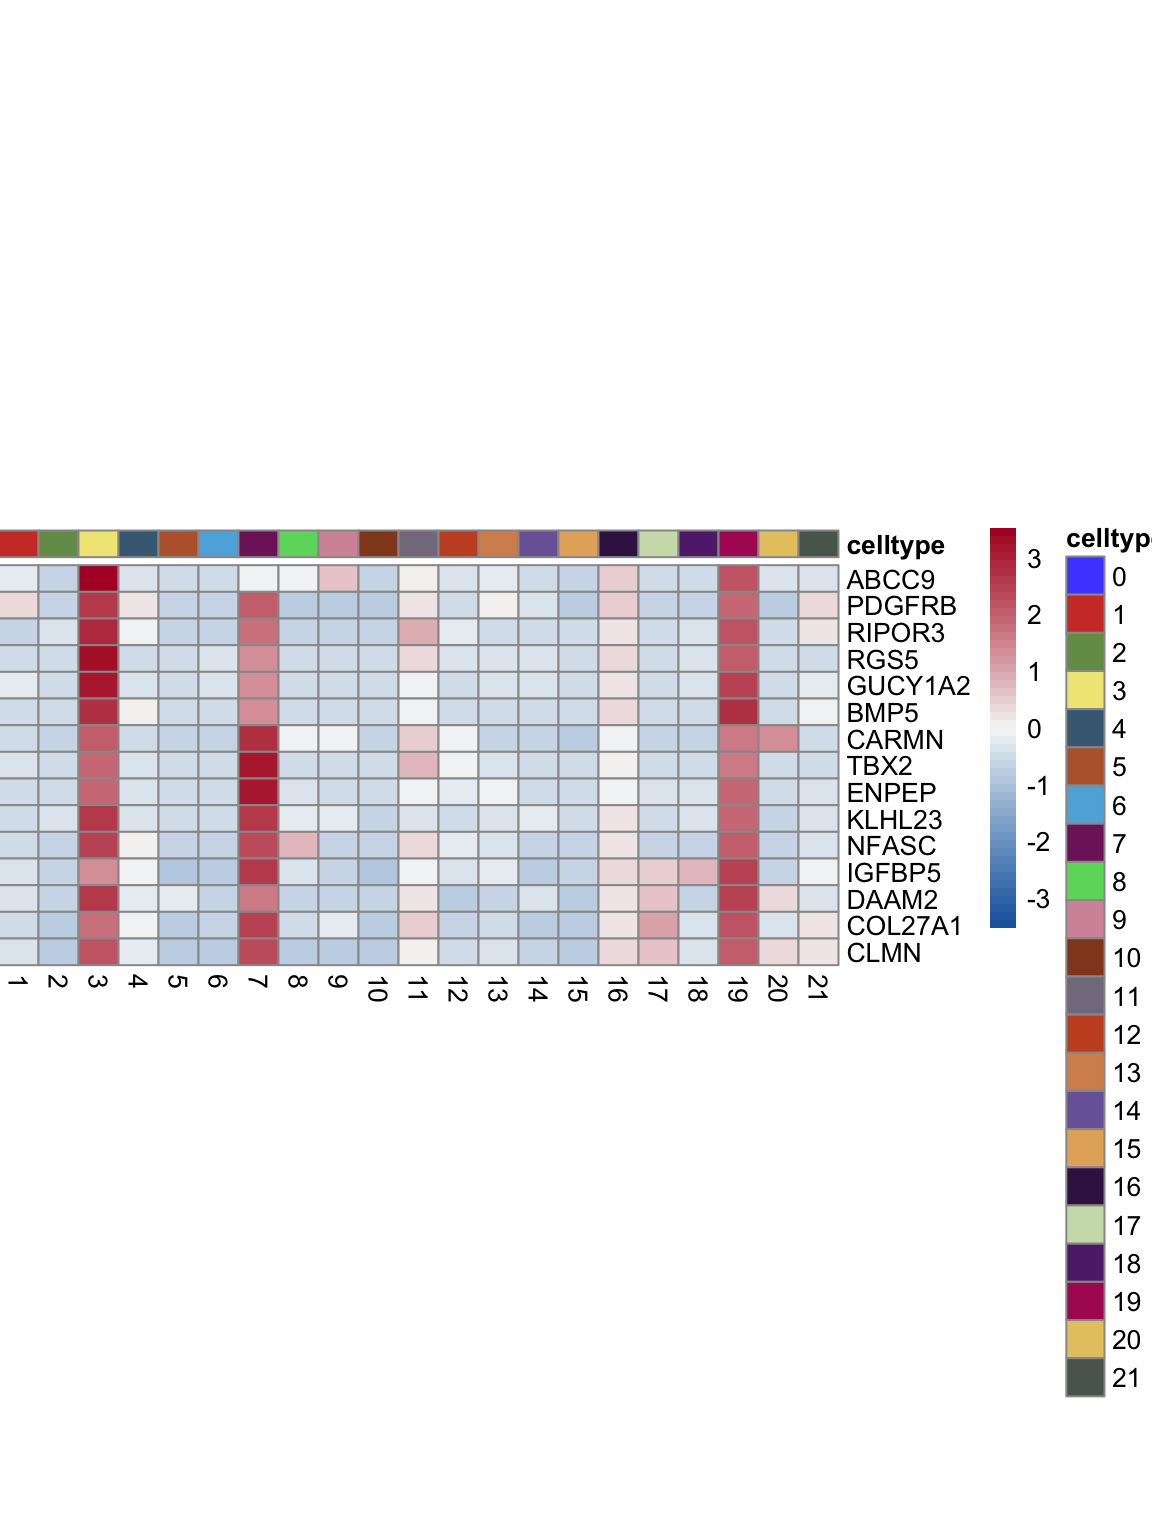 celltype
ABCC9
PDGFRB
RIPOR3
RGS5
GUCY1A2
BMP5
CARMN
TBX2
ENPEP
KLHL23
NFASC
IGFBP5
DAAM2
COL27A1
CLMN
1 2 3 4 5 6 7 8 9 10 11 12 13 14 15 16 17 18 19 20 21
3
2
1
0
-1
-2
-3
celltyp
0
1
2
3
4
5
6
7
8
9
10
11
12
13
14
15
16
17
18
19
20
21